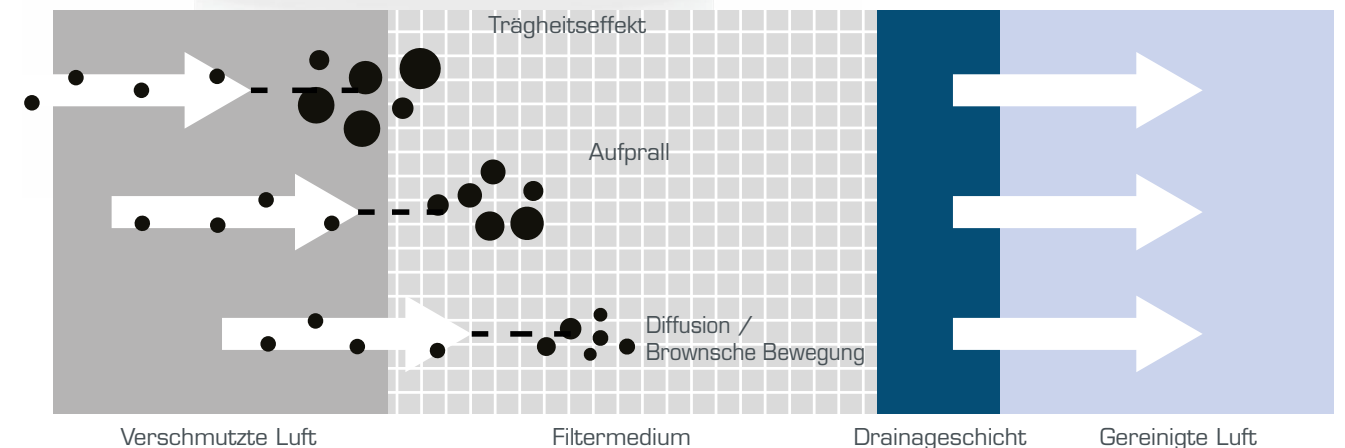 Trägheitseffekt
Aufprall
Diffusion /
Brownsche Bewegung
Verschmutzte Luft
Filtermedium
Drainageschicht
Gereinigte Luft